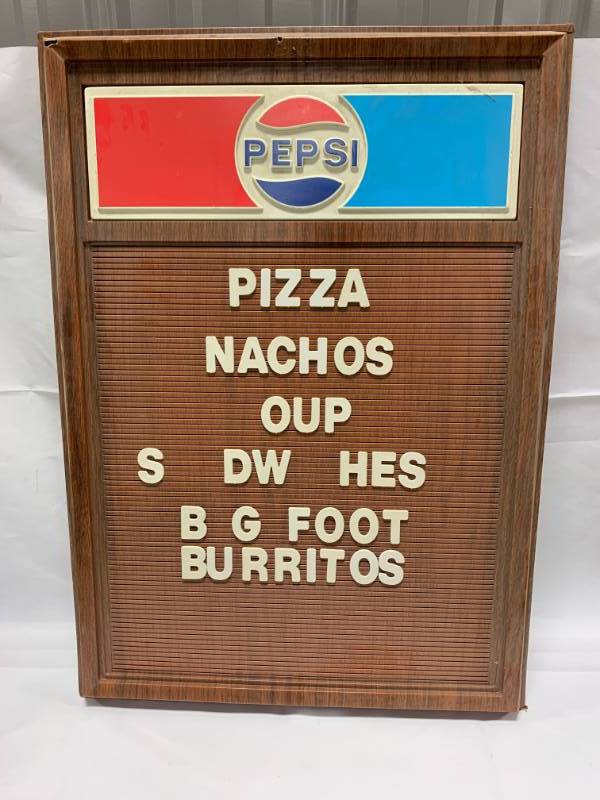 PEPSI
PIZZA
NACHOS
OUP
S DW HES
B G FOOT
BURRITOS